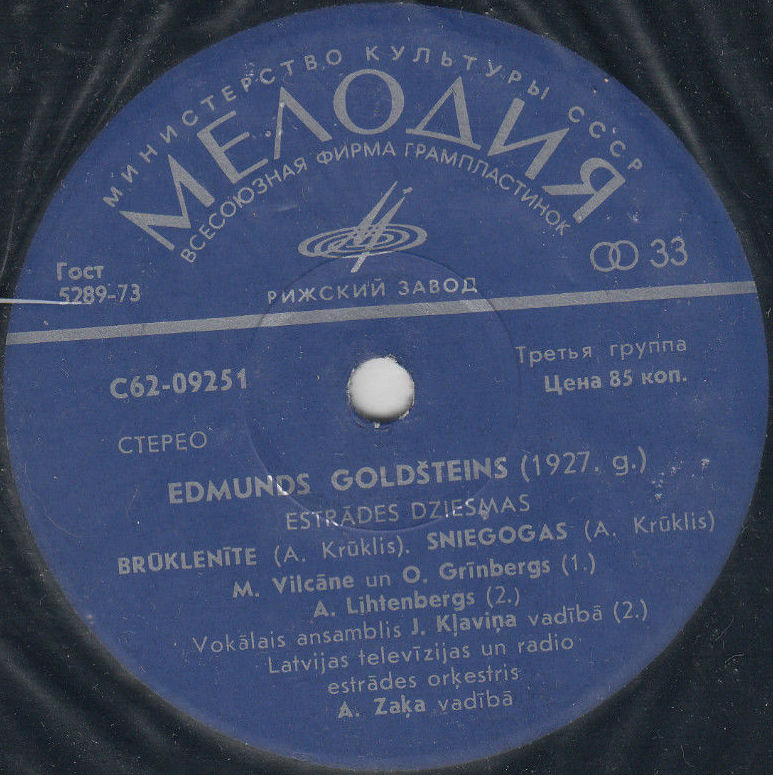 МИНИСТЕРСТВО КУЛЬТУРЫ СССР
МЕЛОДИЯ
ВСЕСОЮЗНАЯ ФИРМА ГРАМПЛАСТИНОК
Гост
5289-73
33
РИЖСКИЙ ЗАВОД
С62-09251
Третья группа
Цена 85 коп.
СТЕРЕО
EDMUNDS GOLDŠTEINS (1927. g.)
ESTRĀDES DZIESMAS
BRŪKLENĪTE (A. Krūklis). SNIEGOGAS (A. Krūklis)
M. Vilcāne un O. Grīnbergs (1.)
A. Lihtenbergs (2.)
Vokālais ansamblis J. Kļaviņa vadībā (2.)
Latvijas televīzijas un radio
estrādes orķestris
A. Zaķa vadībā